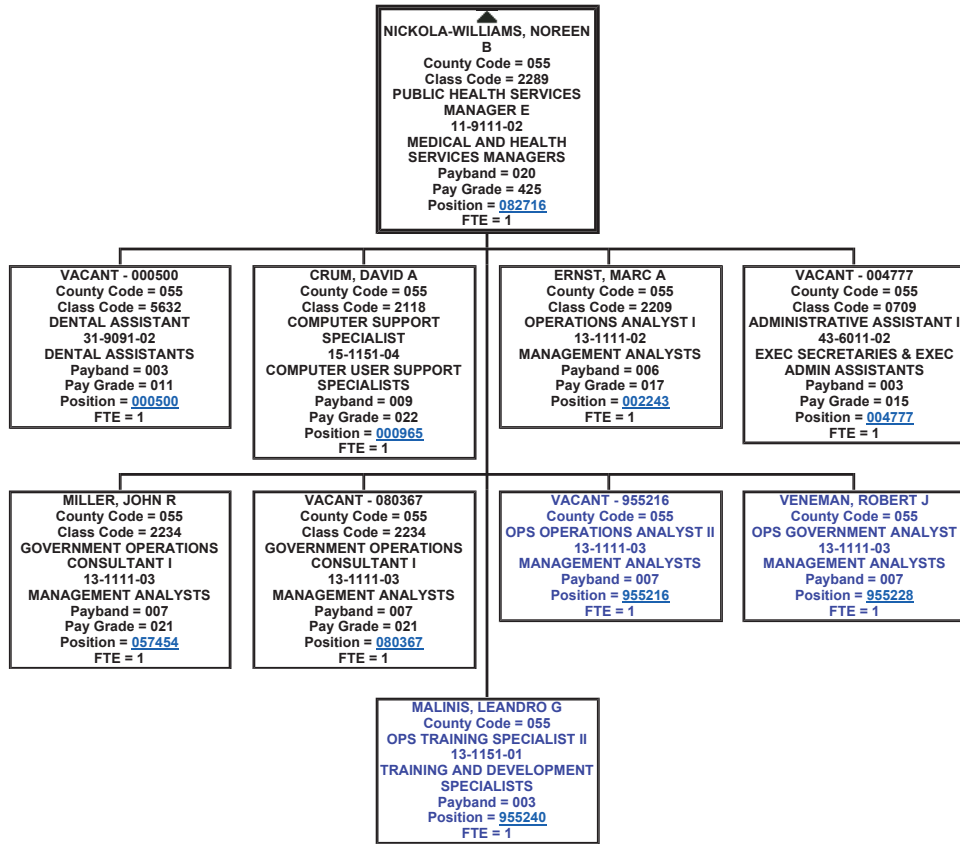 NICKOLA-WILLIAMS, NOREEN
B
County Code = 055
Class Code = 2289
PUBLIC HEALTH SERVICES
MANAGER E
11-9111-02
MEDICAL AND HEALTH
SERVICES MANAGERS
Payband = 020
Pay Grade = 425
Position = 082716
FTE = 1
VACANT - 000500
County Code = 055
Class Code = 5632
DENTAL ASSISTANT
31-9091-02
DENTAL ASSISTANTS
Payband = 003
Pay Grade = 011
Position = 000500
FTE = 1
CRUM, DAVID A
County Code = 055
Class Code = 2118
COMPUTER SUPPORT
SPECIALIST
15-1151-04
COMPUTER USER SUPPORT
SPECIALISTS
Payband = 009
Pay Grade = 022
Position = 000965
FTE = 1
ERNST, MARC A
County Code = 055
Class Code = 2209
OPERATIONS ANALYST I
13-1111-02
MANAGEMENT ANALYSTS
Payband = 006
Pay Grade = 017
Position = 002243
FTE = 1
VACANT - 004777
County Code = 055
Class Code = 0709
ADMINISTRATIVE ASSISTANT I
43-6011-02
EXEC SECRETARIES & EXEC
ADMIN ASSISTANTS
Payband = 003
Pay Grade = 015
Position = 004777
FTE = 1
MILLER, JOHN R
County Code = 055
Class Code = 2234
GOVERNMENT OPERATIONS
CONSULTANT I
13-1111-03
MANAGEMENT ANALYSTS
Payband = 007
Pay Grade = 021
Position = 057454
FTE = 1
VACANT - 080367
County Code = 055
Class Code = 2234
GOVERNMENT OPERATIONS
CONSULTANT I
13-1111-03
MANAGEMENT ANALYSTS
Payband = 007
Pay Grade = 021
Position = 080367
FTE = 1
VACANT - 955216
County Code = 055
OPS OPERATIONS ANALYST II
13-1111-03
MANAGEMENT ANALYSTS
Payband = 007
Position = 955216
FTE = 1
VENEMAN, ROBERT J
County Code = 055
OPS GOVERNMENT ANALYST
13-1111-03
MANAGEMENT ANALYSTS
Payband = 007
Position = 955228
FTE = 1
MALINIS, LEANDRO G
County Code = 055
OPS TRAINING SPECIALIST II
13-1151-01
TRAINING AND DEVELOPMENT
SPECIALISTS
Payband = 003
Position = 955240
FTE = 1